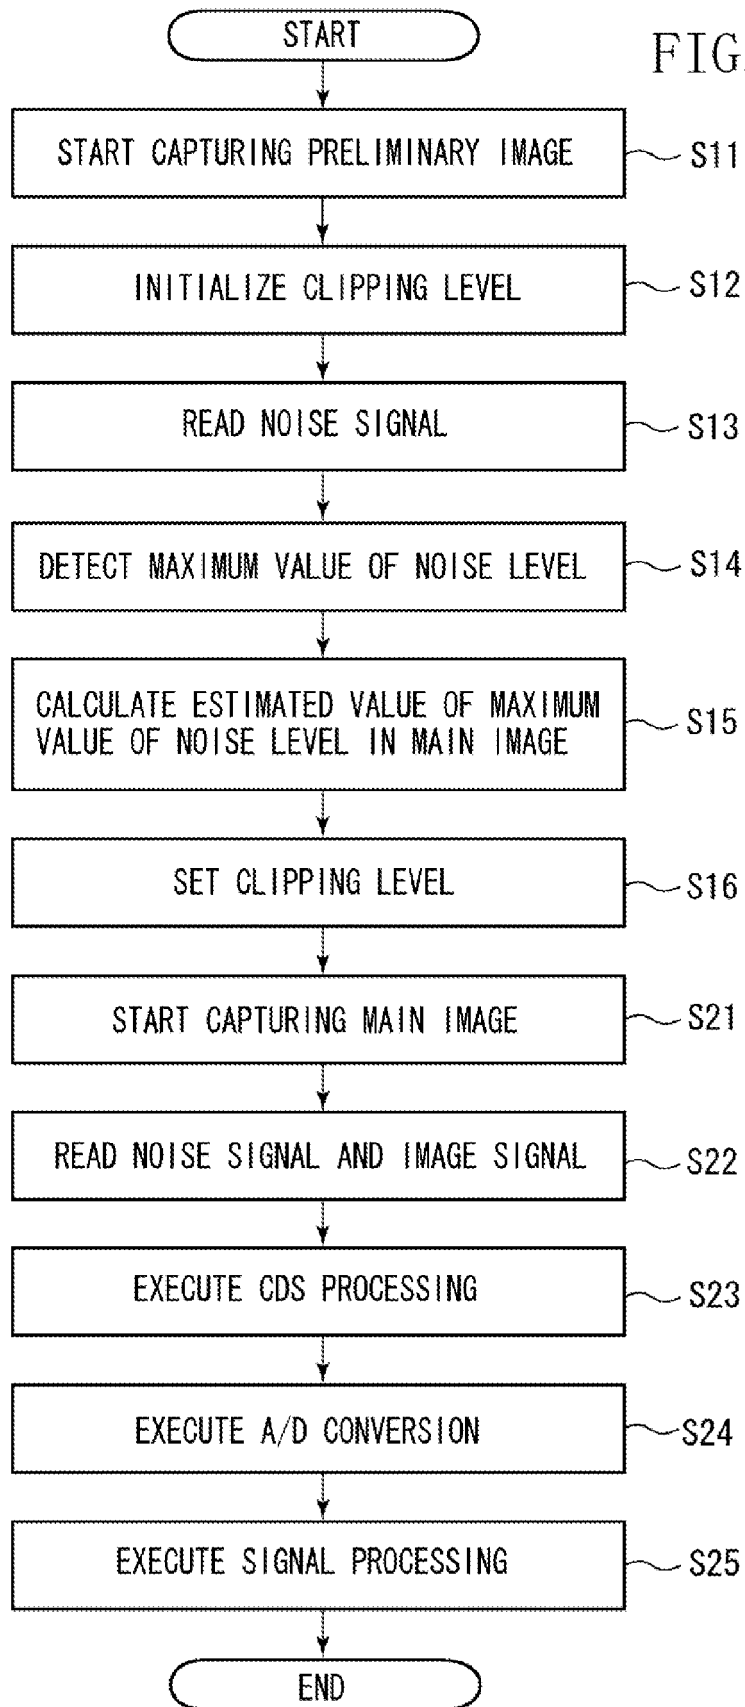 START
FIG.
START CAPTURING PRELIMINARY IMAGE
S11
INITIALIZE CLIPPING LEVEL
S12
READ NOISE SIGNAL
S13
DETECT MAXIMUM VALUE OF NOISE LEVEL
S14
CALCULATE ESTIMATED VALUE OF MAXIMUM
VALUE OF NOISE LEVEL IN MAIN IMAGE
S15
SET CLIPPING LEVEL
S16
START CAPTURING MAIN IMAGE
S21
READ NOISE SIGNAL AND IMAGE SIGNAL
S22
EXECUTE CDS PROCESSING
S23
EXECUTE A/D CONVERSION
S24
EXECUTE SIGNAL PROCESSING
S25
END